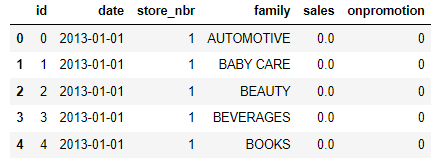 id date store_nbr family sales onpromotion
0 0 2013-01-01 1 AUTOMOTIVE 0.0 0
1 1 2013-01-01 1 BABY CARE 0.0 0
2 2 2013-01-01 1 BEAUTY 0.0 0
3 3 2013-01-01 1 BEVERAGES 0.0 0
4 4 2013-01-01 1 BOOKS 0.0 0